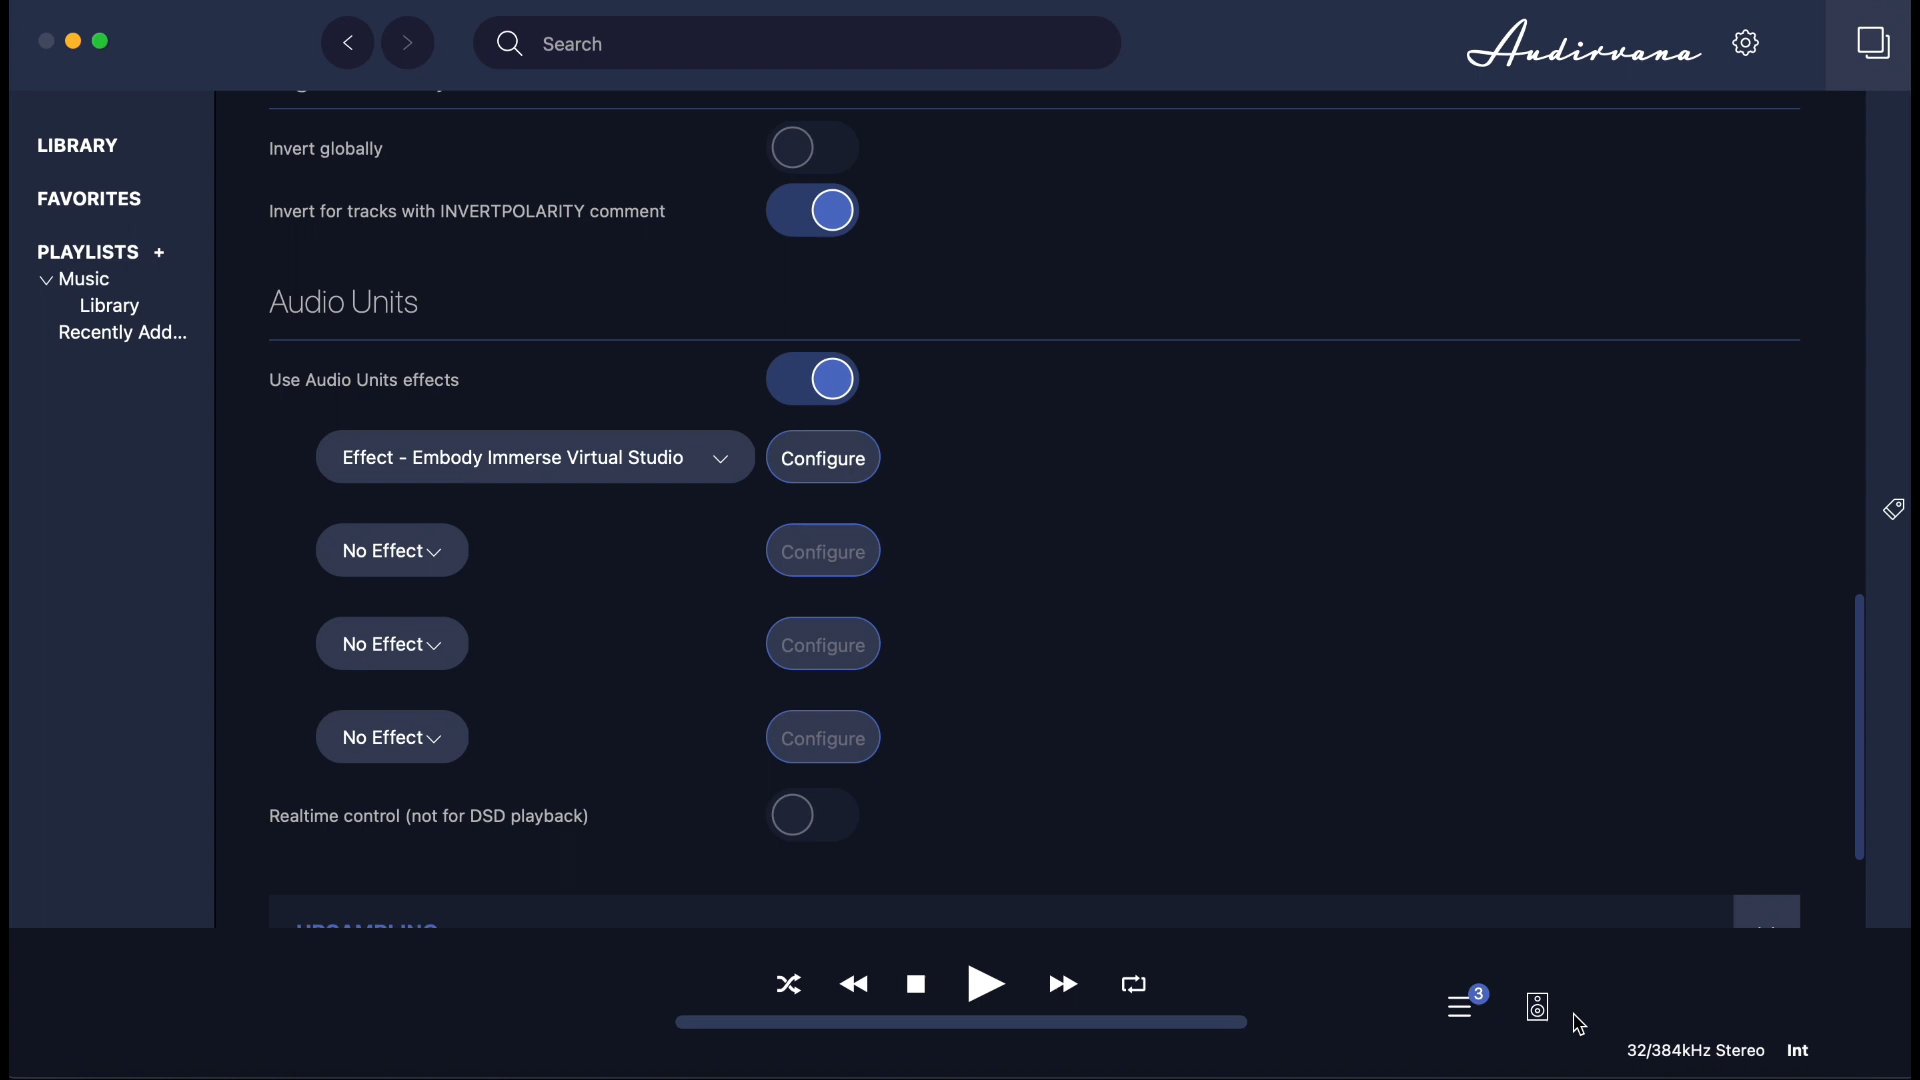 Search
Audirvana
LIBRARY
FAVORITES
PLAYLISTS +
Music
Library
Recently Add...
Invert globally
Invert for tracks with INVERTPOLARITY comment
Audio Units
Use Audio Units effects
Effect - Embody Immerse Virtual Studio
Configure
No Effect
Configure
No Effect
Configure
No Effect
Configure
Realtime control (not for DSD playback)
UPSAMPLING
3
32/384kHz Stereo Int